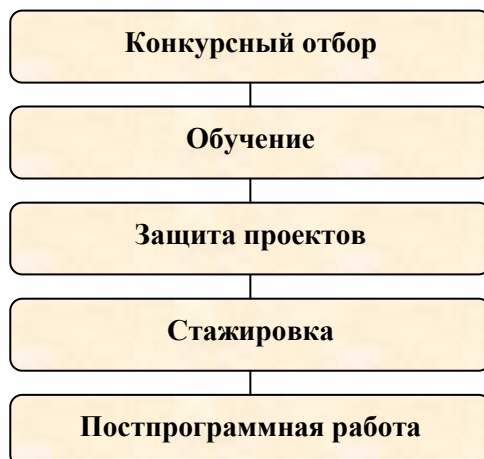 Конкурсный отбор
Обучение
Защита проектов
Стажировка
Постпрограммная работа